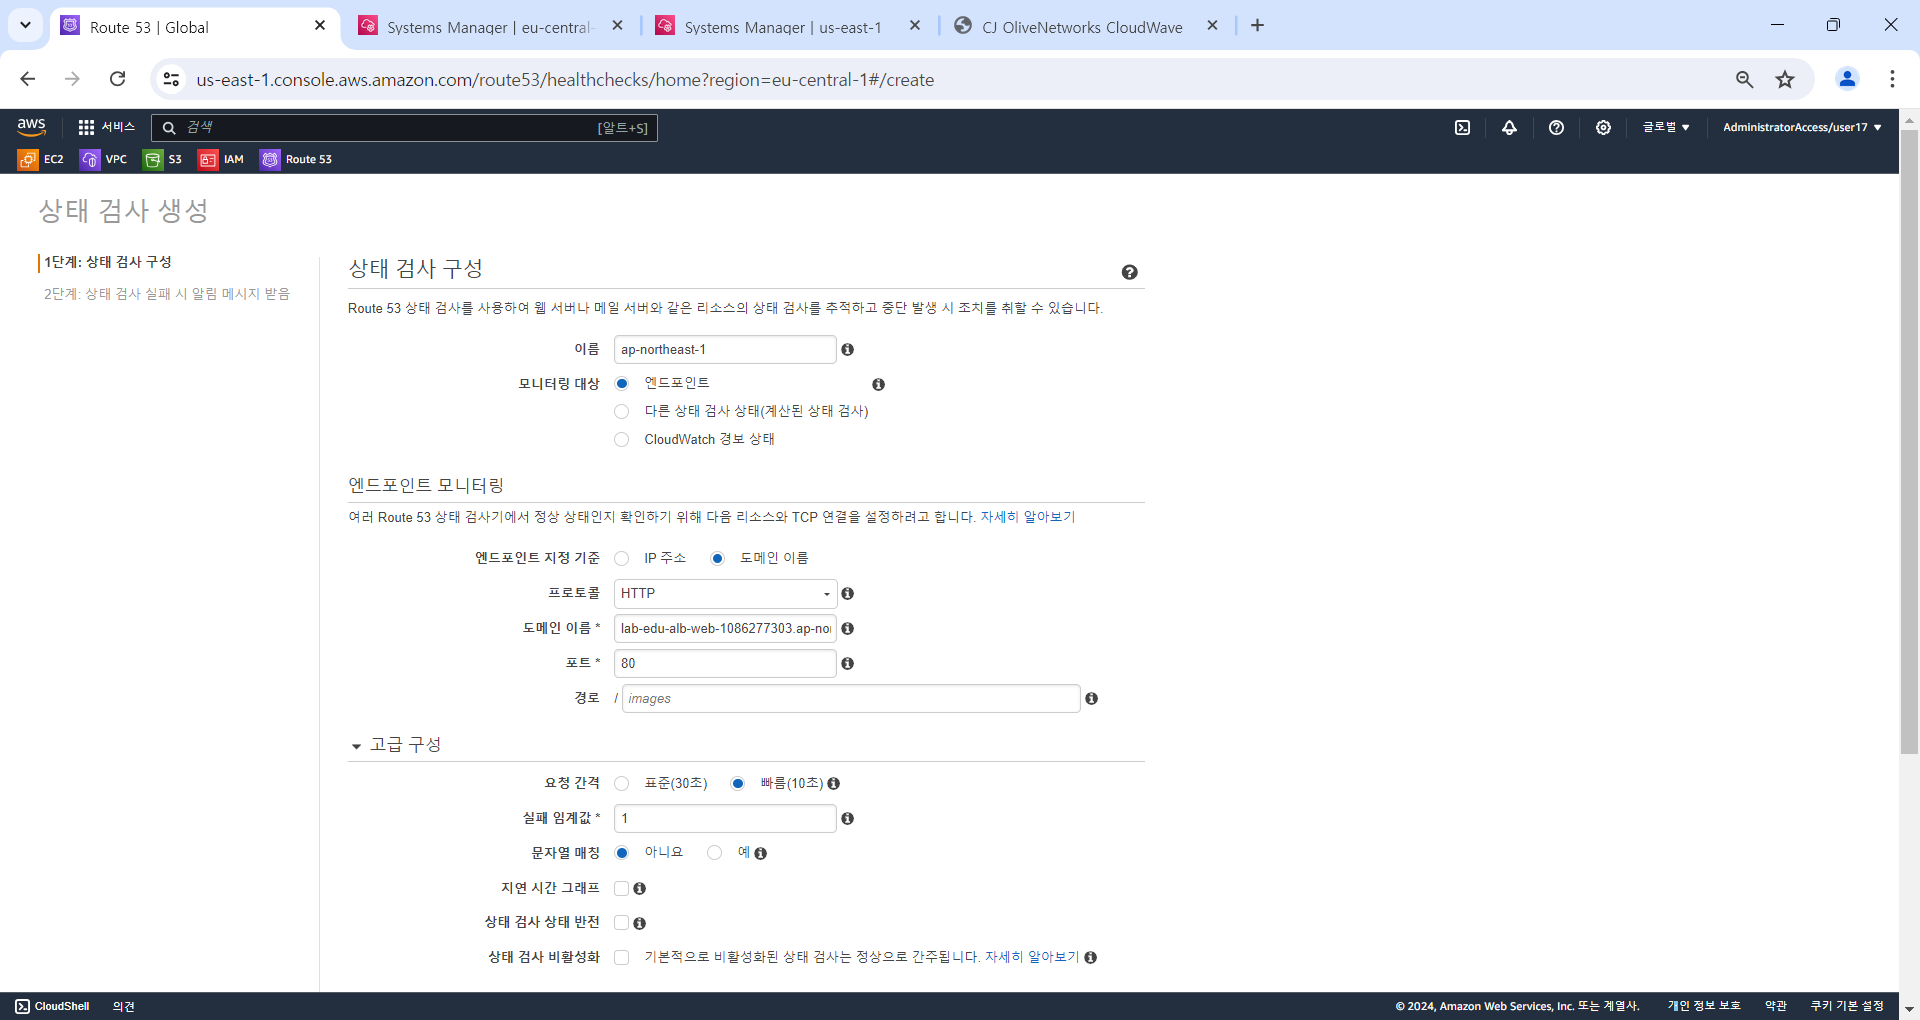 Route 53 | Global
Systems Manager | eu-central-
Systems Manager | us-east-1
CJ OliveNetworks CloudWave
us-east-1.console.aws.amazon.com/route53/healthchecks/home?region=eu-central-1#/create
aws
서비스
검색
[알트+S]
글로벌
AdministratorAccess/user17
EC2
VPC
S3
IAM
Route 53
상태 검사 생성
1단계: 상태 검사 구성
2단계: 상태 검사 실패 시 알림 메시지 받음
상태 검사 구성
Route 53 상태 검사를 사용하여 웹 서버나 메일 서버와 같은 리소스의 상태 검사를 추적하고 중단 발생 시 조치를 취할 수 있습니다.
이름 ap-northeast-1
모니터링 대상 엔드포인트
다른 상태 검사 상태(계산된 상태 검사)
CloudWatch 경보 상태
엔드포인트 모니터링
여러 Route 53 상태 검사기에서 정상 상태인지 확인하기 위해 다음 리소스와 TCP 연결을 설정하려고 합니다. 자세히 알아보기
엔드포인트 지정 기준 IP 주소 도메인 이름
프로토콜 HTTP
도메인 이름 * lab-edu-alb-web-1086277303.ap-nor
포트 * 80
경로 / images
고급 구성
요청 간격 표준(30초) 빠름(10초)
실패 임계값 * 1
문자열 매칭 아니요 예
지연 시간 그래프
상태 검사 상태 반전
상태 검사 비활성화 기본적으로 비활성화된 상태 검사는 정상으로 간주됩니다. 자세히 알아보기
CloudShell
의견
© 2024, Amazon Web Services, Inc. 또는 계열사.
개인 정보 보호
약관
쿠키 기본 설정